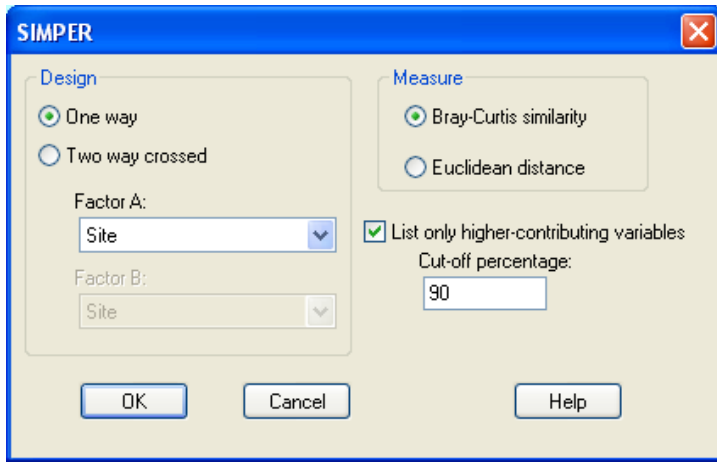 SIMPER
Design
One way
Two way crossed
Factor A:
Site
Factor B:
Site
Measure
Bray-Curtis similarity
Euclidean distance
List only higher-contributing variables
Cut-off percentage:
90
OK
Cancel
Help